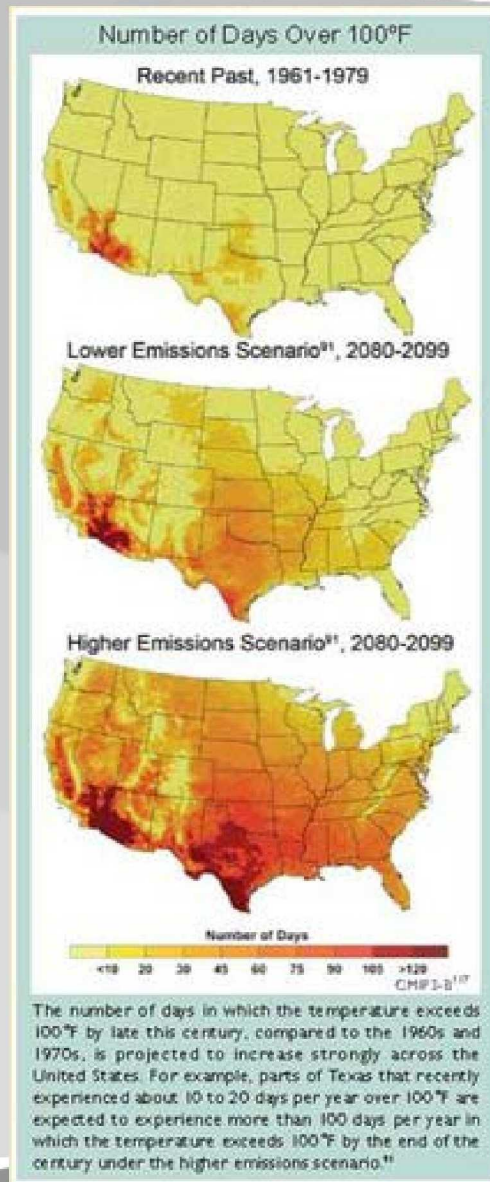 Number of Days Over 100°F
Recent Past, 1961-1979
Lower Emissions Scenario⁹¹, 2080-2099
Higher Emissions Scenario⁹¹, 2080-2099
Number of Days
<10 20 30 45 60 75 90 105 >120
CMIP3-B¹¹⁷
The number of days in which the temperature exceeds
100°F by late this century, compared to the 1960s and
1970s, is projected to increase strongly across the
United States. For example, parts of Texas that recently
experienced about 10 to 20 days per year over 100°F are
expected to experience more than 100 days per year in
which the temperature exceeds 100°F by the end of the
century under the higher emissions scenario.⁹¹